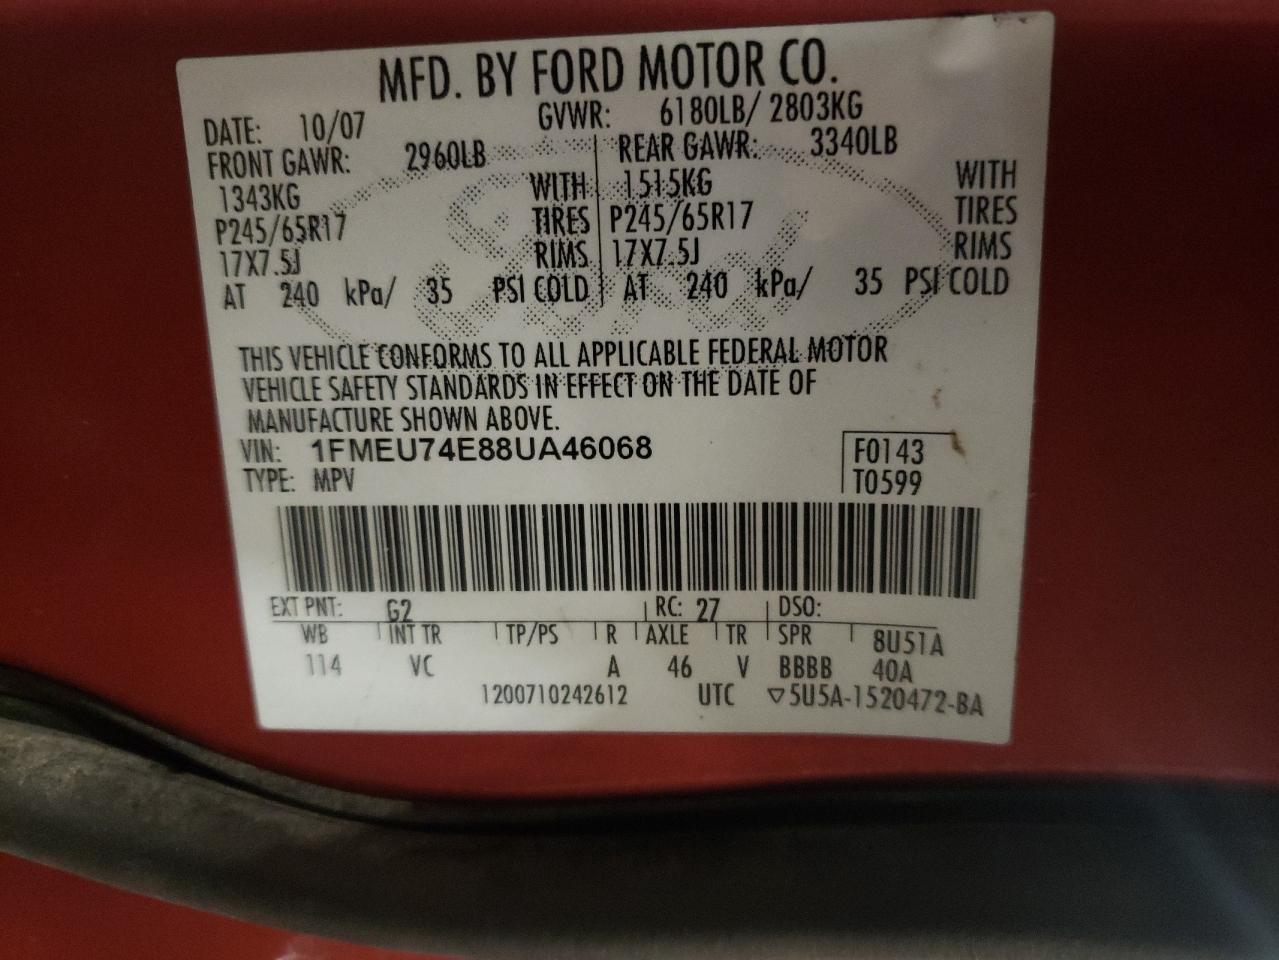 MFD. BY FORD MOTOR CO.
DATE: 10/07 GVWR: 6180LB/ 2803KG
FRONT GAWR: 2960LB REAR GAWR: 3340LB
1343KG WITH 1515KG WITH
P245/65R17 TIRES P245/65R17 TIRES
17X7.5J RIMS 17X7.5J RIMS
AT 240 kPa/ 35 PSI COLD AT 240 kPa/ 35 PSI COLD
THIS VEHICLE CONFORMS TO ALL APPLICABLE FEDERAL MOTOR
VEHICLE SAFETY STANDARDS IN EFFECT ON THE DATE OF
MANUFACTURE SHOWN ABOVE.
VIN: 1FMEU74E88UA46068 F0143
TYPE: MPV T0599
EXT PNT: G2 RC: 27 DSO:
WB INT TR TP/PS R AXLE TR SPR 8U51A
114 VC A 46 V BBBB 40A
1200710242612 UTC ▽5U5A-1520472-BA